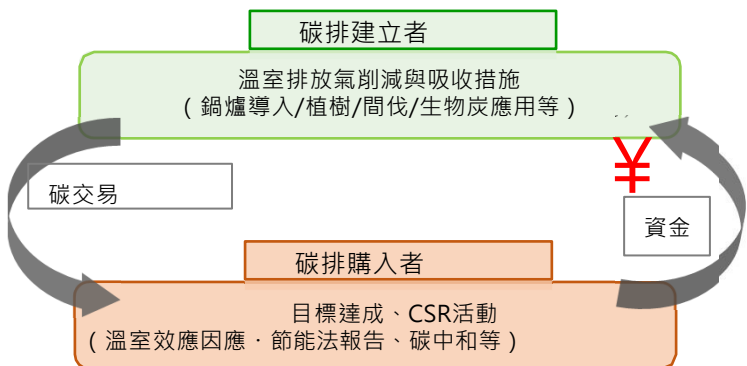 碳排建立者
溫室排放氣削減與吸收措施
（鍋爐導入/植樹/間伐/生物炭應用等）
¥
碳交易
資金
碳排購入者
目標達成、CSR活動
（溫室效應因應．節能法報告、碳中和等）